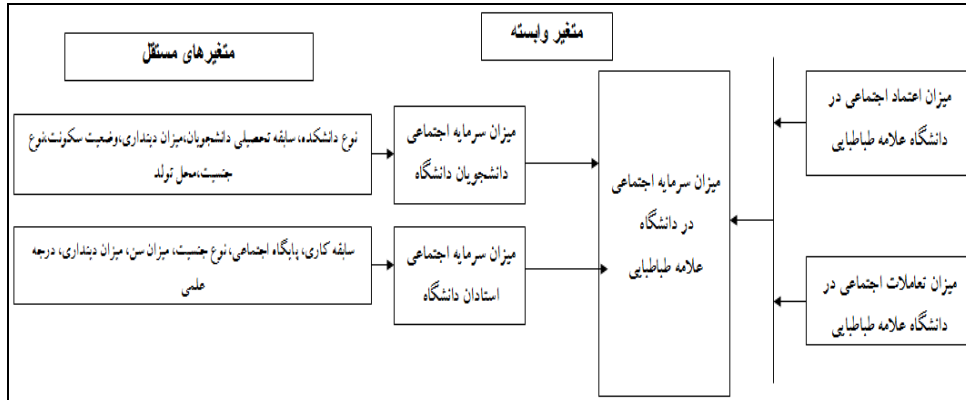 متغیر وابسته
متغیرهای مستقل
میزان اعتماد اجتماعی در
دانشگاه علامه طباطبایی
میزان تعاملات اجتماعی در
دانشگاه علامه طباطبایی
میزان سرمایه اجتماعی
در دانشگاه
علامه طباطبایی
میزان سرمایه اجتماعی
دانشجویان دانشگاه
میزان سرمایه اجتماعی
استادان دانشگاه
نوع دانشکده، سابقه تحصیلی دانشجویان،میزان دینداری،وضعیت سکونت،نوع
جنسیت،محل تولد
سابقه کاری، پایگاه اجتماعی، نوع جنسیت، میزان سن، میزان دینداری، درجه
علمی